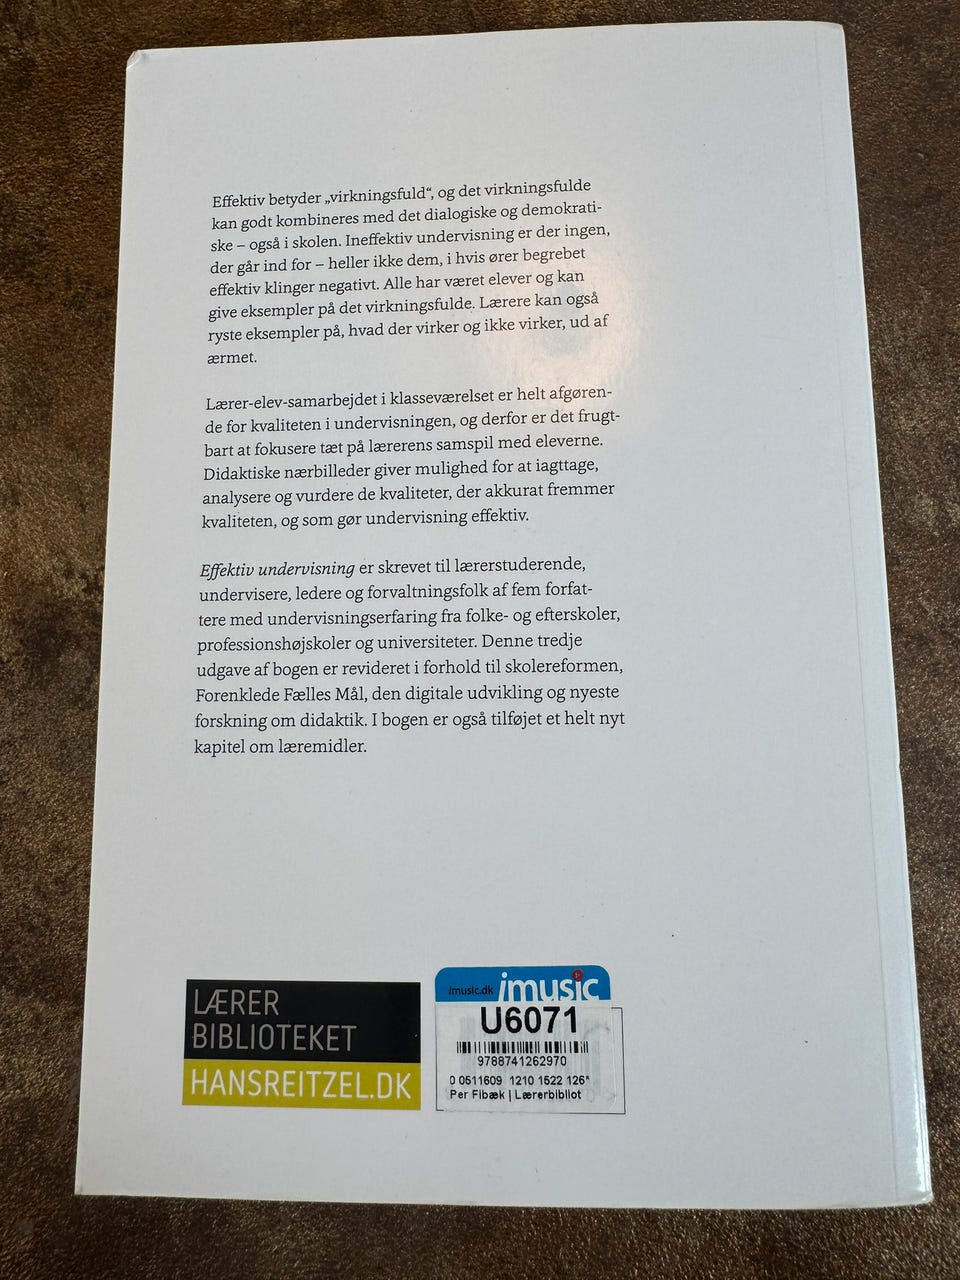 Effektiv betyder „virkningsfuld“, og det virkningsfulde
kan godt kombineres med det dialogiske og demokrati-
ske – også i skolen. Ineffektiv undervisning er der ingen,
der går ind for – heller ikke dem, i hvis ører begrebet
effektiv klinger negativt. Alle har været elever og kan
give eksempler på det virkningsfulde. Lærere kan også
ryste eksempler på, hvad der virker og ikke virker, ud af
ærmet.
Lærer-elev-samarbejdet i klasseværelset er helt afgøren-
de for kvaliteten i undervisningen, og derfor er det frugt-
bart at fokusere tæt på lærerens samspil med eleverne.
Didaktiske nærbilleder giver mulighed for at iagttage,
analysere og vurdere de kvaliteter, der akkurat fremmer
kvaliteten, og som gør undervisning effektiv.
Effektiv undervisning er skrevet til lærerstuderende,
undervisere, ledere og forvaltningsfolk af fem forfat-
tere med undervisningserfaring fra folke- og efterskoler,
professionshøjskoler og universiteter. Denne tredje
udgave af bogen er revideret i forhold til skolereformen,
Forenklede Fælles Mål, den digitale udvikling og nyeste
forskning om didaktik. I bogen er også tilføjet et helt nyt
kapitel om læremidler.
LÆRER
BIBLIOTEKET
HANSREITZEL.DK
imusic.dk imusic
U6071
9788741262970
0 0511609 1210 1522 126*
Per Fibæk | Lærerbibliot